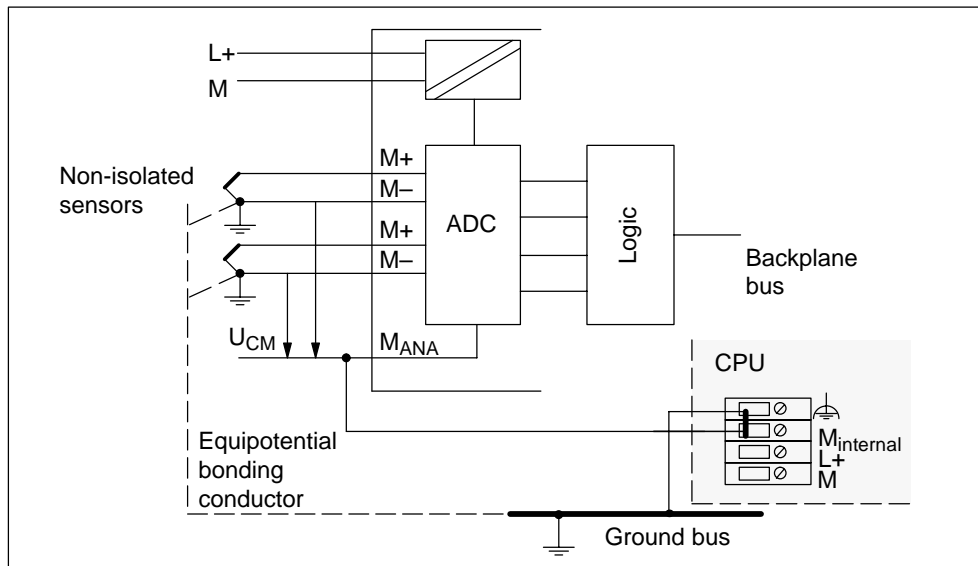 L+
M
Non-isolated
sensors
M+
M–
M+
M–
ADC
Logic
Backplane
bus
UCM
MANA
CPU
Minternal
L+
M
Equipotential
bonding
conductor
Ground bus